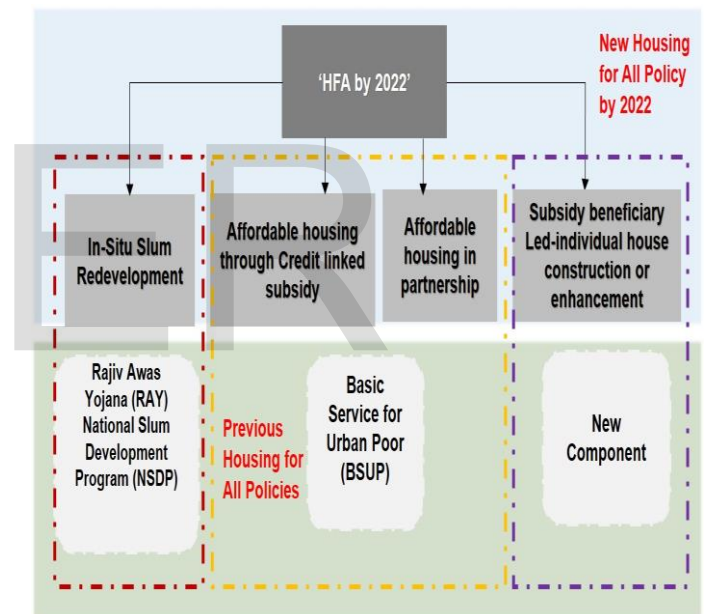 'HFA by 2022'
New Housing
for All Policy
by 2022
In-Situ Slum
Redevelopment
Affordable housing
through Credit linked
subsidy
Affordable
housing in
partnership
Subsidy beneficiary
Led-individual house
construction or
enhancement
Rajiv Awas
Yojana (RAY)
National Slum
Development
Program (NSDP)
Previous
Housing for
All Policies
Basic
Service for
Urban Poor
(BSUP)
New
Component
ER